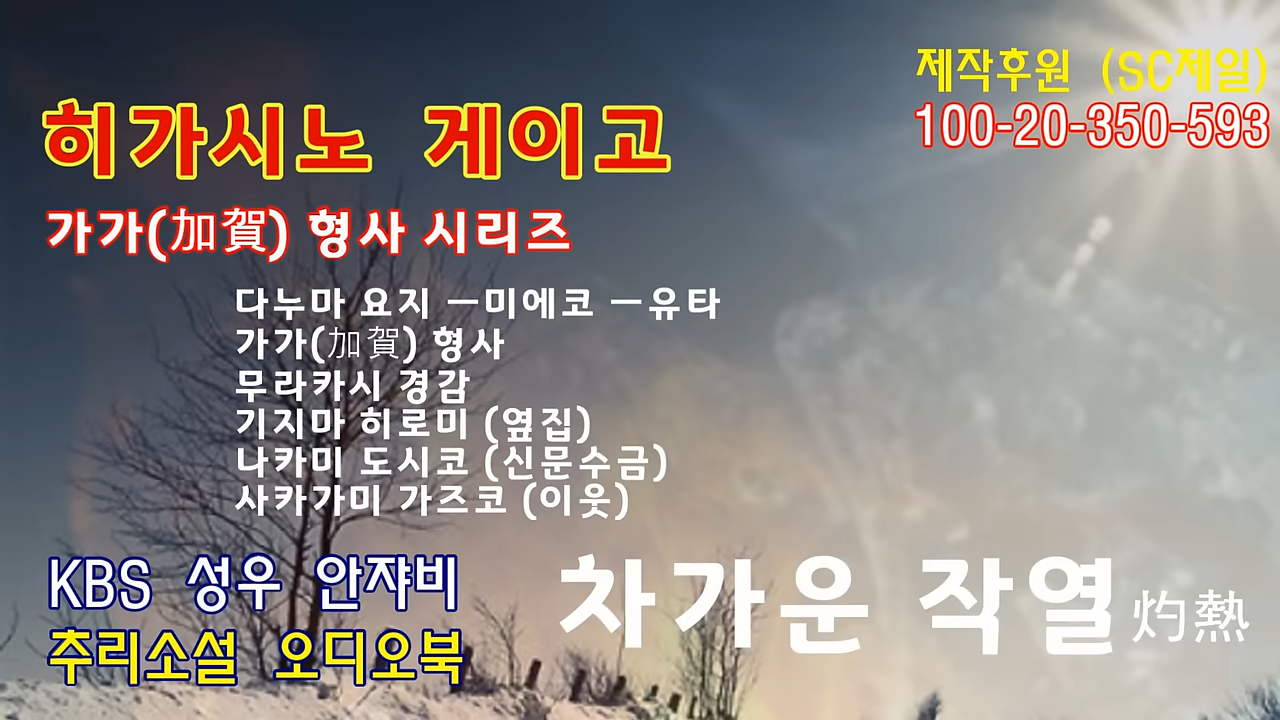 제작후원 (SC제일)
100-20-350-593
히가시노 게이고
가가(加賀) 형사 시리즈
다누마 요지 ㅡ미에코 ㅡ유타
가가(加賀) 형사
무라카시 경감
기지마 히로미 (옆집)
나카미 도시코 (신문수금)
사카가미 가즈코 (이웃)
KBS 성우 안쟈비
추리소설 오디오북
차가운 작열 灼熱